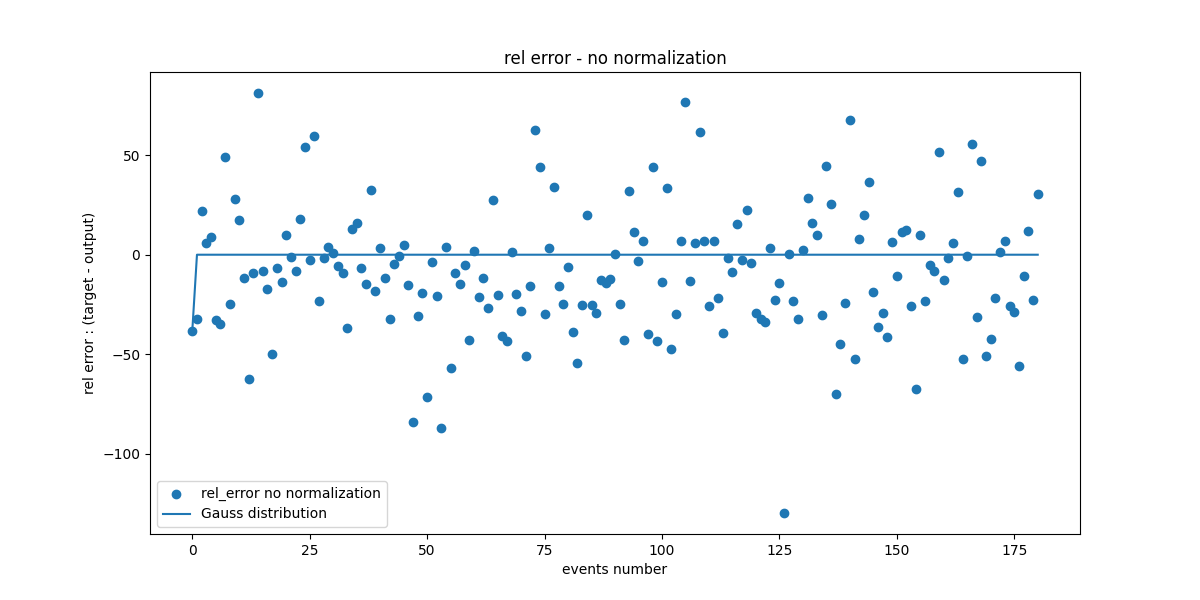 rel error - no normalization
rel error : (target - output)
50
0
−50
−100
rel_error no normalization
Gauss distribution
0 25 50 75 100 125 150 175
events number